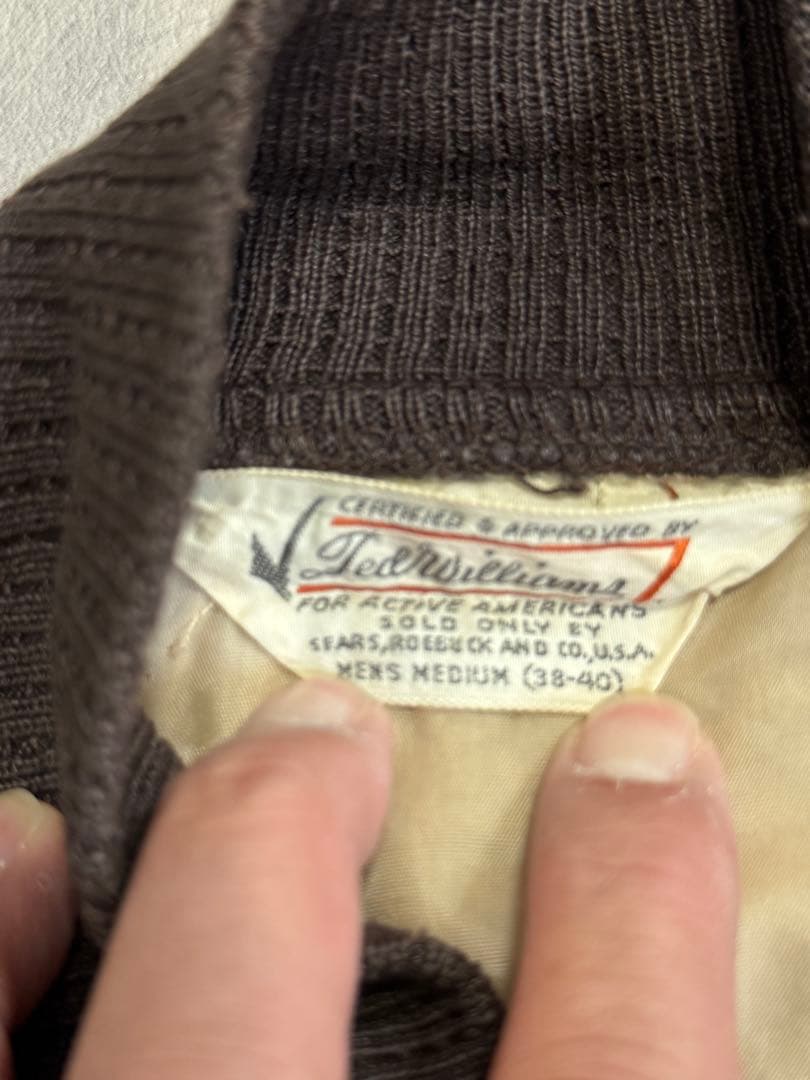 CERTIFIED & APPROVED BY
Ted Williams
FOR ACTIVE AMERICANS
SOLD ONLY BY
SEARS, ROEBUCK AND CO., U.S.A.
MENS MEDIUM (38-40)